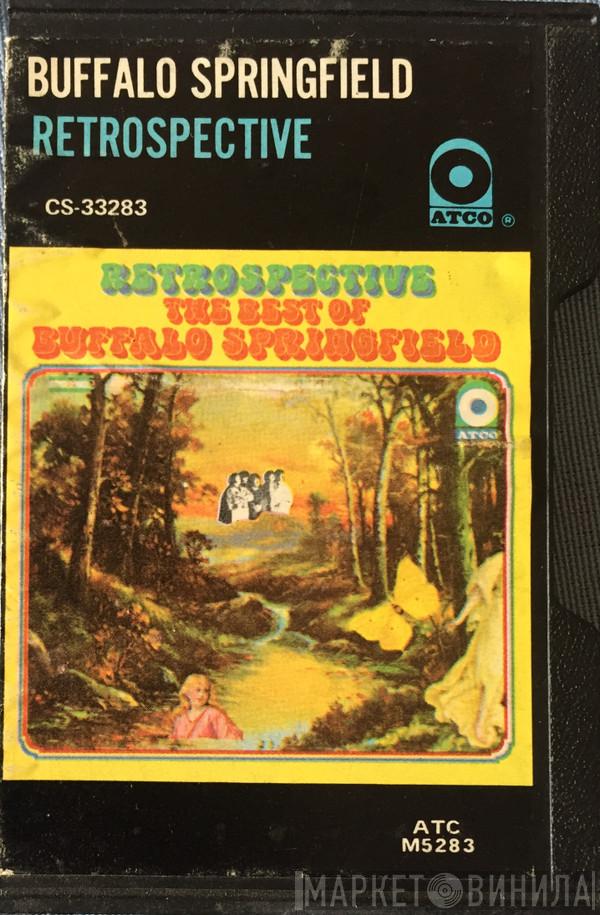 BUFFALO SPRINGFIELD
RETROSPECTIVE
CS-33283
ATCO ®
RETROSPECTIVE
THE BEST OF
BUFFALO SPRINGFIELD
ATCO
ATC
M5283
МАРКЕТ ВИНИЛА